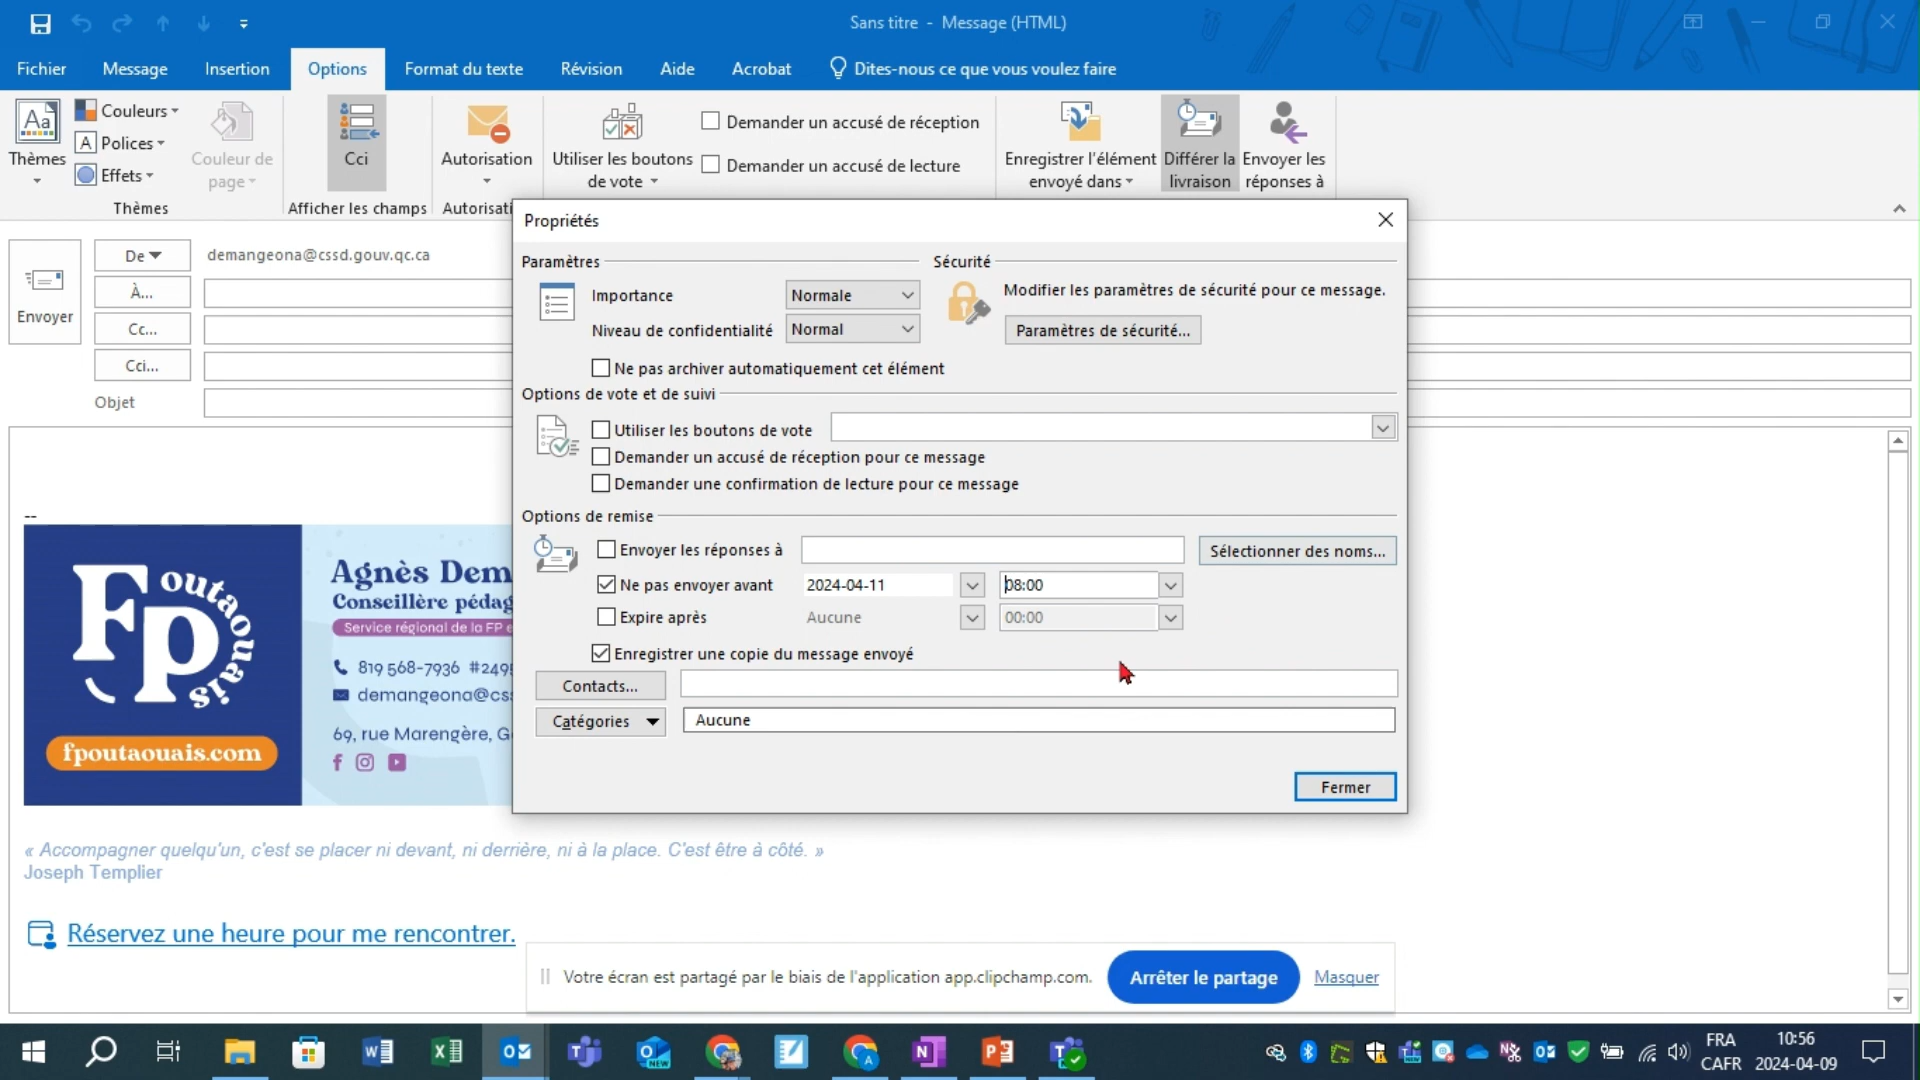 Sans titre - Message (HTML)
Fichier Message Insertion Options Format du texte Révision Aide Acrobat Dites-nous ce que vous voulez faire
Aa
Thèmes
Couleurs
A Polices
Effets
Couleur de
page
Thèmes
Cci
Afficher les champs
Autorisation
Autorisati
Utiliser les boutons
de vote
Demander un accusé de réception
Demander un accusé de lecture
Enregistrer l'élément
envoyé dans
Différer la
livraison
Envoyer les
réponses à
Envoyer
De demangeona@cssd.gouv.qc.ca
À...
Cc...
Cci...
Objet
Propriétés
Paramètres
Importance Normale
Niveau de confidentialité Normal
Ne pas archiver automatiquement cet élément
Sécurité
Modifier les paramètres de sécurité pour ce message.
Paramètres de sécurité...
Options de vote et de suivi
Utiliser les boutons de vote
Demander un accusé de réception pour ce message
Demander une confirmation de lecture pour ce message
Options de remise
Envoyer les réponses à Sélectionner des noms...
Ne pas envoyer avant 2024-04-11 08:00
Expire après Aucune 00:00
Enregistrer une copie du message envoyé
Contacts...
Catégories Aucune
Fermer
--
FP outaouais
fpoutaouais.com
Agnès Dem
Conseillère pédag
Service régional de la FP e
819 568-7936 #2495
demangeona@css
69, rue Marengère, G
« Accompagner quelqu'un, c'est se placer ni devant, ni derrière, ni à la place. C'est être à côté. »
Joseph Templier
Réservez une heure pour me rencontrer.
Votre écran est partagé par le biais de l'application app.clipchamp.com. Arrêter le partage Masquer
FRA
CAFR
10:56
2024-04-09